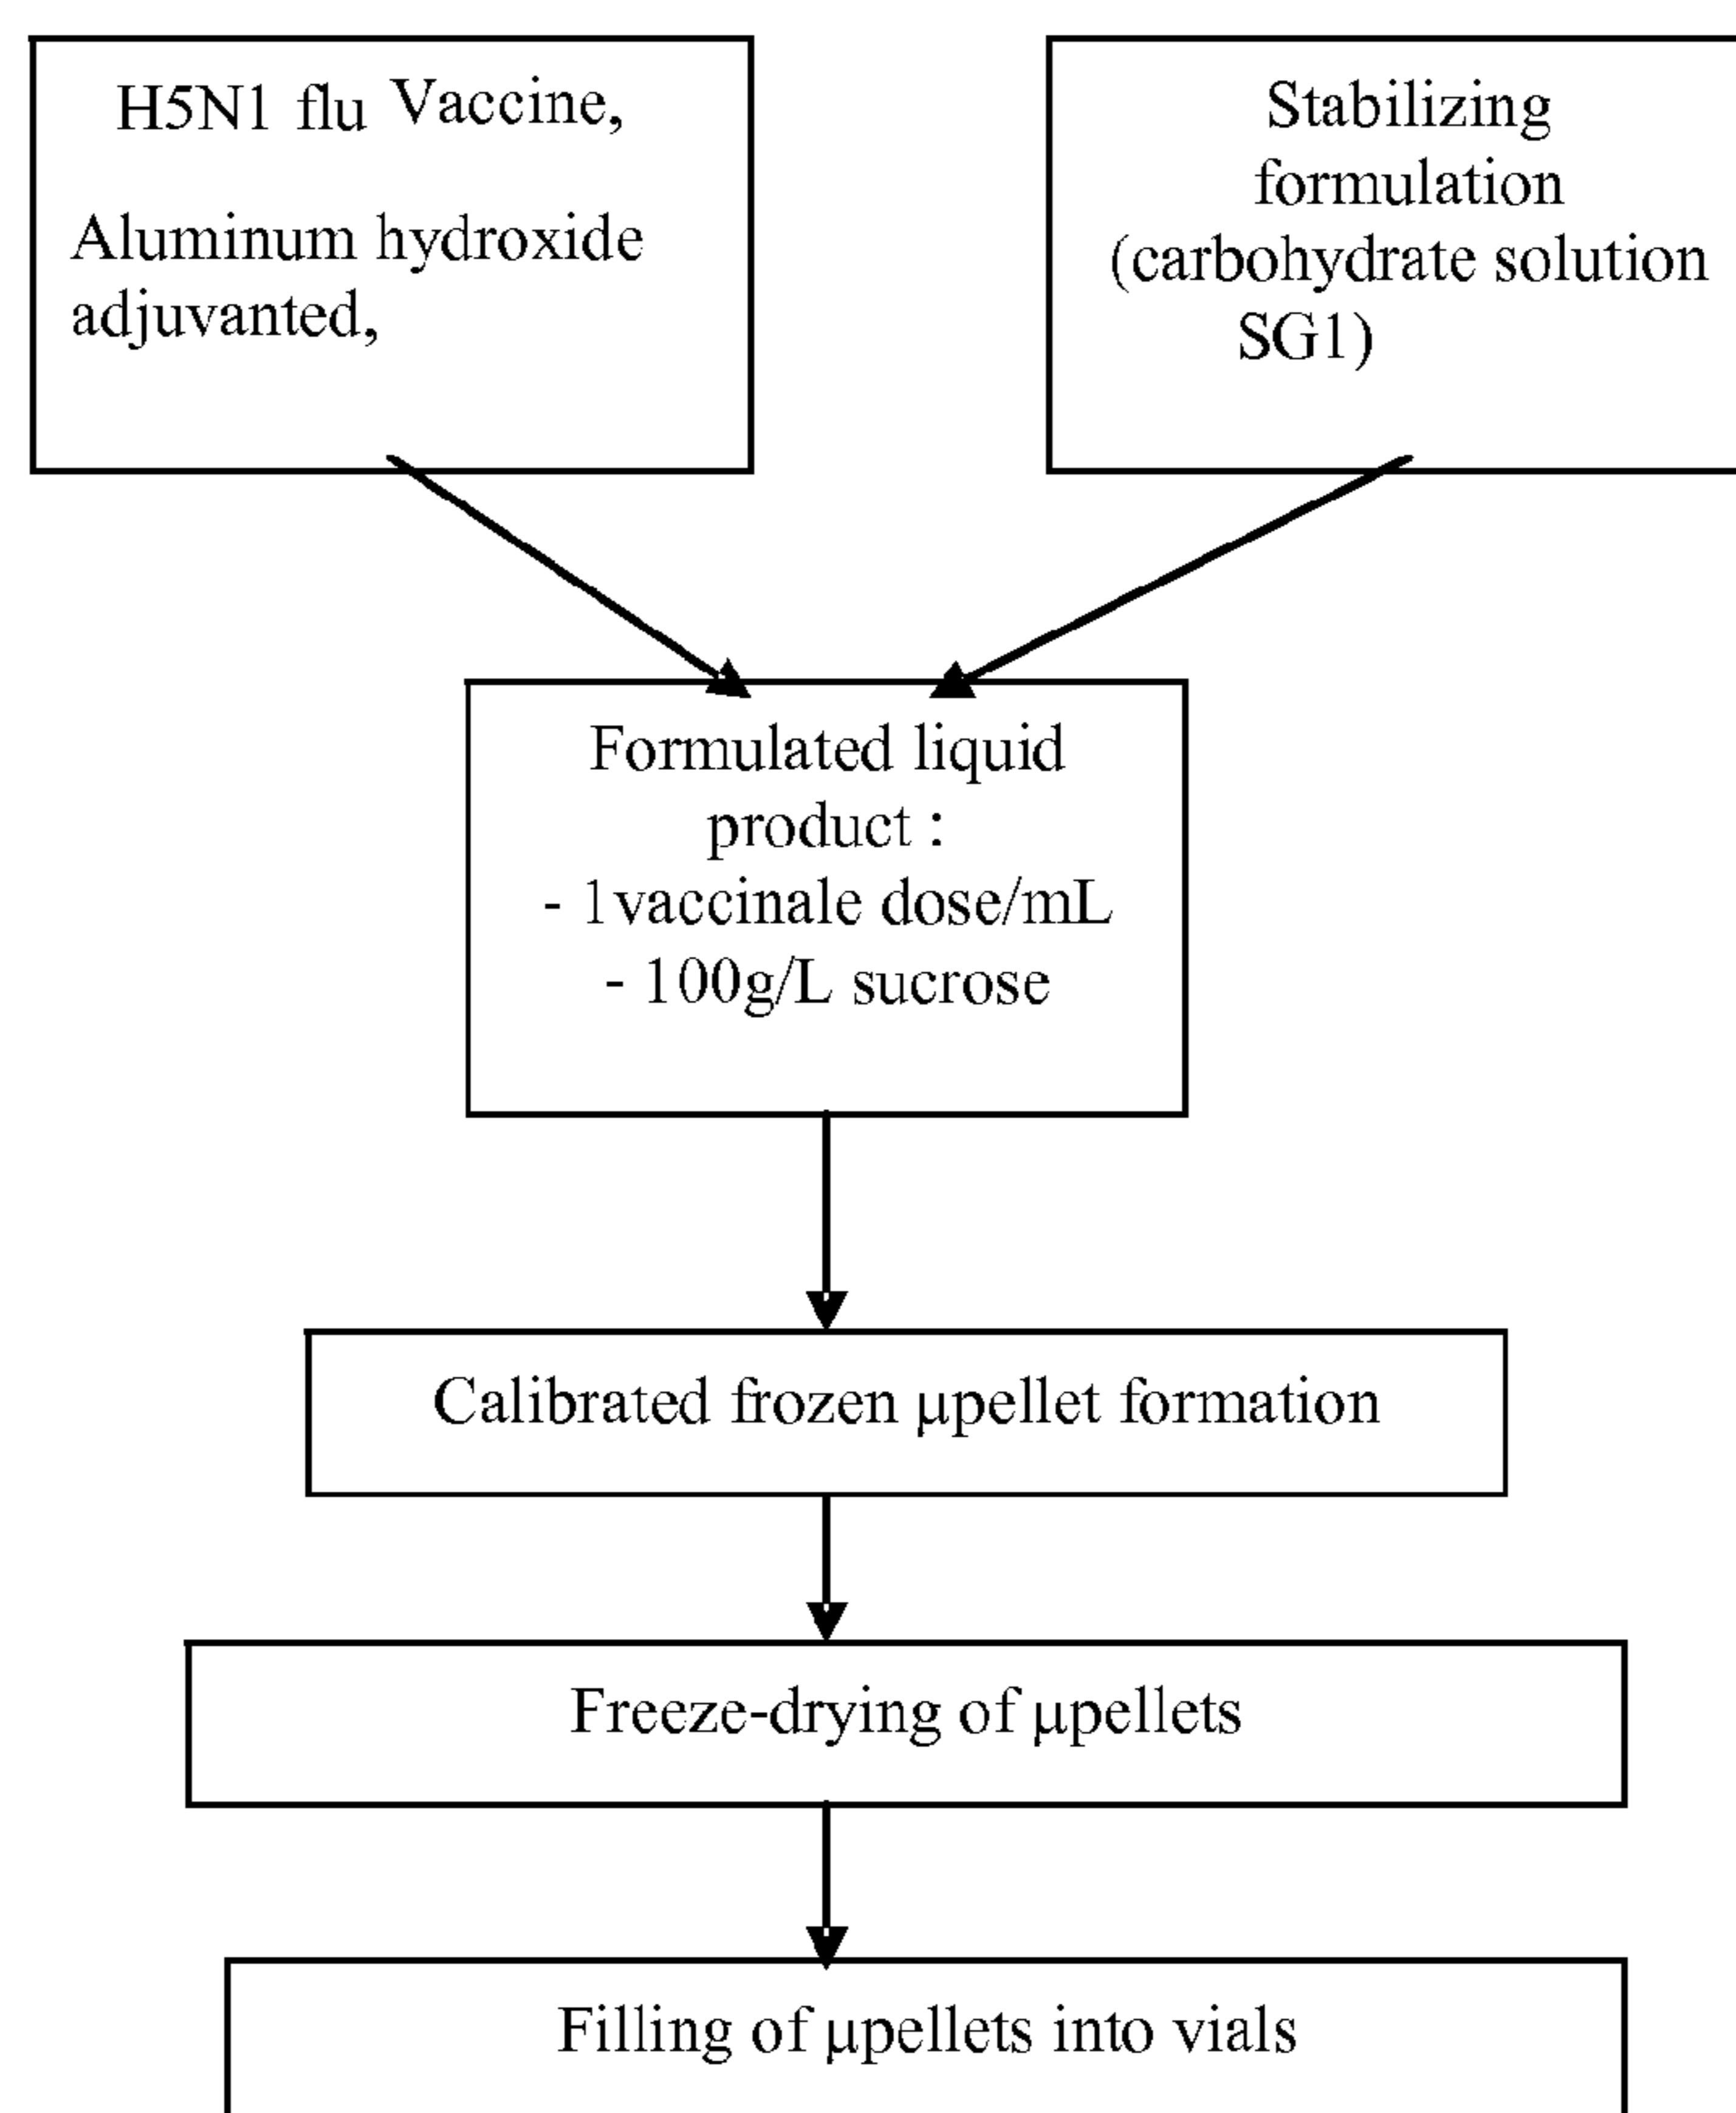 H5N1 flu Vaccine,
Aluminum hydroxide
adjuvanted,
Stabilizing
formulation
(carbohydrate solution
SG1)
Formulated liquid
product :
- 1vaccinale dose/mL
- 100g/L sucrose
Calibrated frozen µpellet formation
Freeze-drying of µpellets
Filling of µpellets into vials